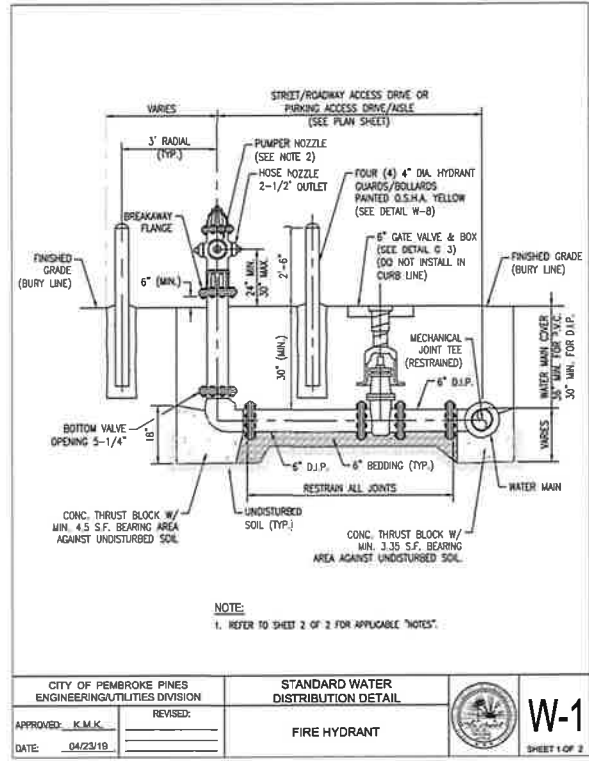 STREET/ROADWAY ACCESS DRIVE OR
PARKING ACCESS DRIVE/AISLE
(SEE PLAN SHEET)
VARIES
3' RADIAL
(TYP.)
PUMPER NOZZLE
(SEE NOTE 2)
HOSE NOZZLE
2-1/2" OUTLET
FOUR (4) 4" DIA. HYDRANT
GUARDS/BOLLARDS
PAINTED O.S.H.A. YELLOW
(SEE DETAIL W-8)
BREAKAWAY
FLANGE
FINISHED
GRADE
(BURY LINE)
6" (MIN.)
24" MIN.
30" MAX.
2'-6"
6" GATE VALVE & BOX
(SEE DETAIL G 3)
(DO NOT INSTALL IN
CURB LINE)
FINISHED GRADE
(BURY LINE)
30" (MIN.)
MECHANICAL
JOINT TEE
(RESTRAINED)
WATER MAIN COVER
36" MIN. FOR P.V.C.
30" MIN. FOR D.I.P.
6" D.I.P.
BOTTOM VALVE
OPENING 5-1/4"
18"
VARIES
6" D.I.P.
6" BEDDING (TYP.)
WATER MAIN
RESTRAIN ALL JOINTS
CONC. THRUST BLOCK W/
MIN. 4.5 S.F. BEARING AREA
AGAINST UNDISTURBED SOIL
UNDISTURBED
SOIL (TYP.)
CONC. THRUST BLOCK W/
MIN. 3.35 S.F. BEARING
AREA AGAINST UNDISTURBED SOIL.
NOTE:
1. REFER TO SHEET 2 OF 2 FOR APPLICABLE "NOTES".
CITY OF PEMBROKE PINES
ENGINEERING/UTILITIES DIVISION
STANDARD WATER
DISTRIBUTION DETAIL
APPROVED: K.M.K.
REVISED:
DATE: 04/23/19
FIRE HYDRANT
W-1
SHEET 1 OF 2